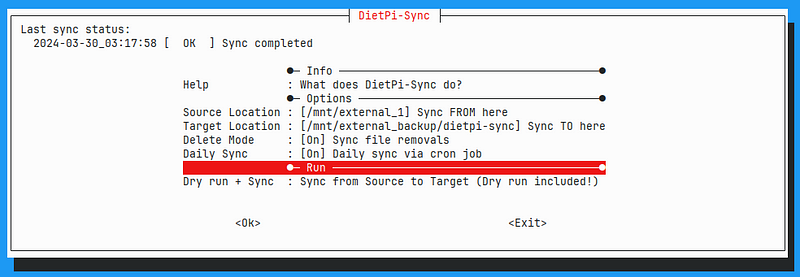 DietPi-Sync
Last sync status:
2024-03-30_03:17:58 [  OK  ] Sync completed
Info
Help : What does DietPi-Sync do?
Options
Source Location : [/mnt/external_1] Sync FROM here
Target Location : [/mnt/external_backup/dietpi-sync] Sync TO here
Delete Mode : [On] Sync file removals
Daily Sync : [On] Daily sync via cron job
Run
Dry run + Sync : Sync from Source to Target (Dry run included!)
<Ok> <Exit>